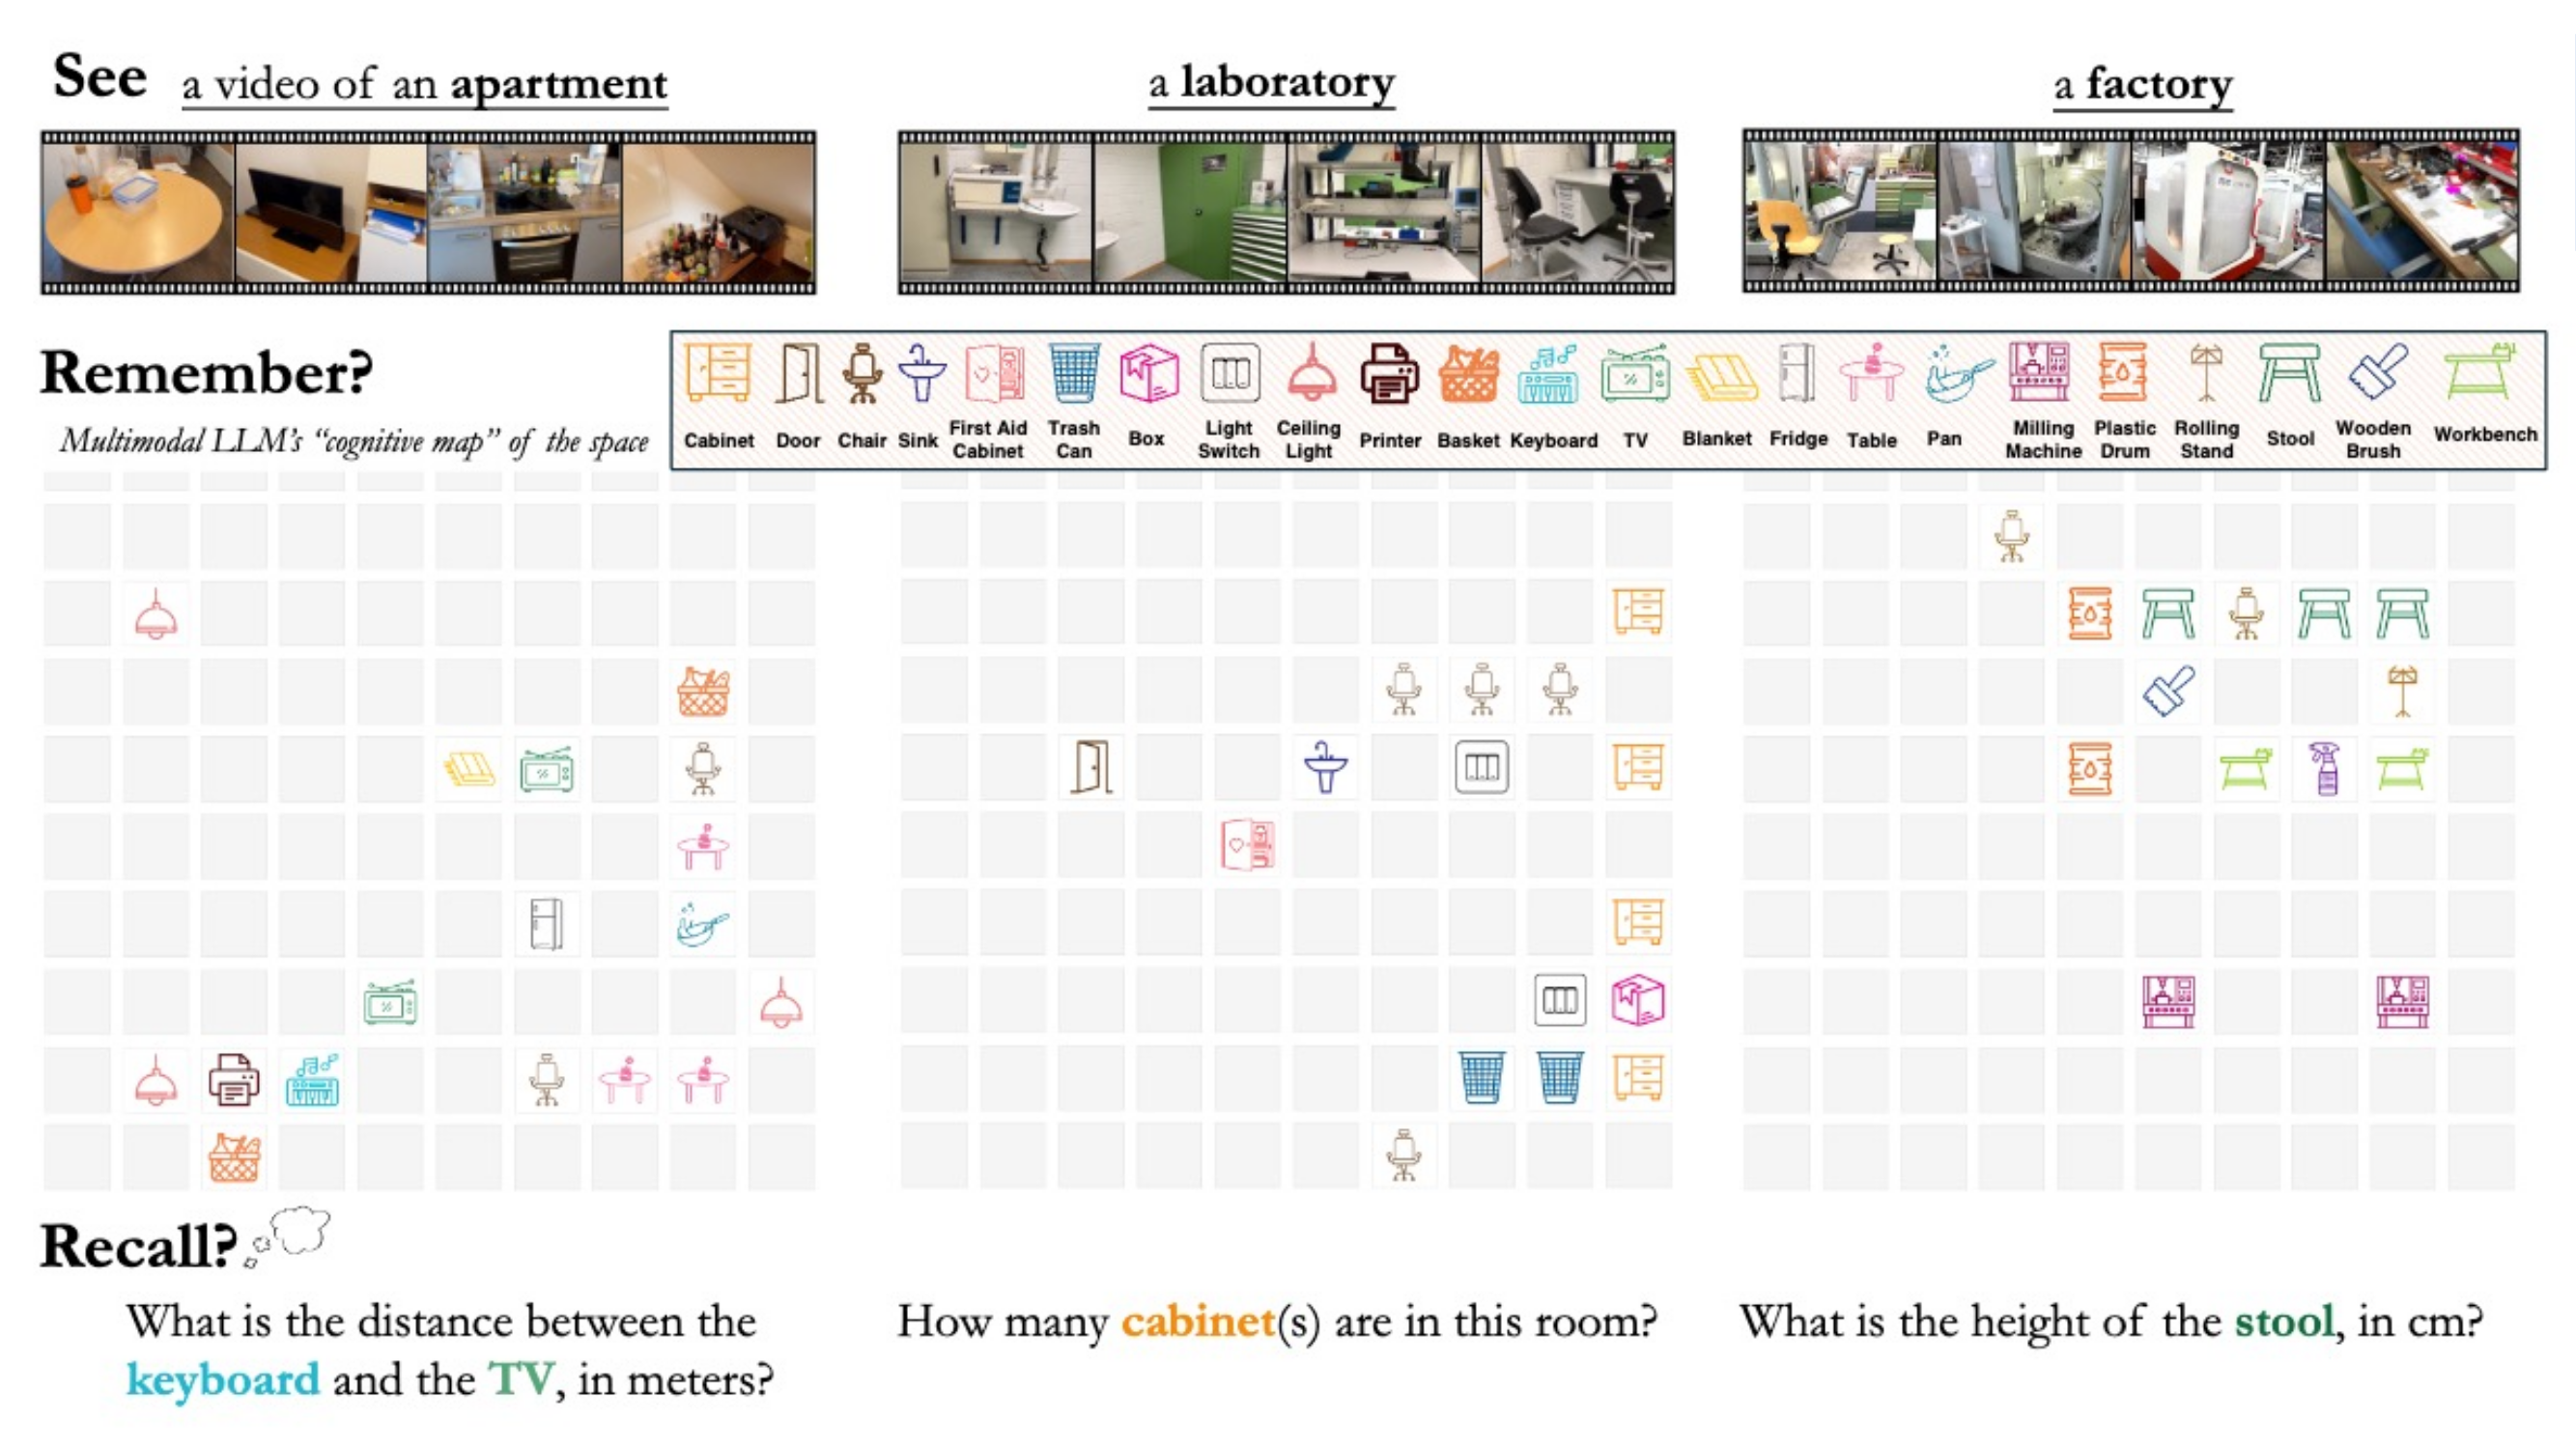 See a video of an apartment
a laboratory
a factory
Remember?
Multimodal LLM's “cognitive map” of the space
Cabinet
Door
Chair
Sink
First Aid
Cabinet
Trash
Can
Box
Light
Switch
Ceiling
Light
Printer
Basket
Keyboard
TV
Blanket
Fridge
Table
Pan
Milling
Machine
Plastic
Drum
Rolling
Stand
Stool
Wooden
Brush
Workbench
Recall?
What is the distance between the
keyboard and the TV, in meters?
How many cabinet(s) are in this room?
What is the height of the stool, in cm?